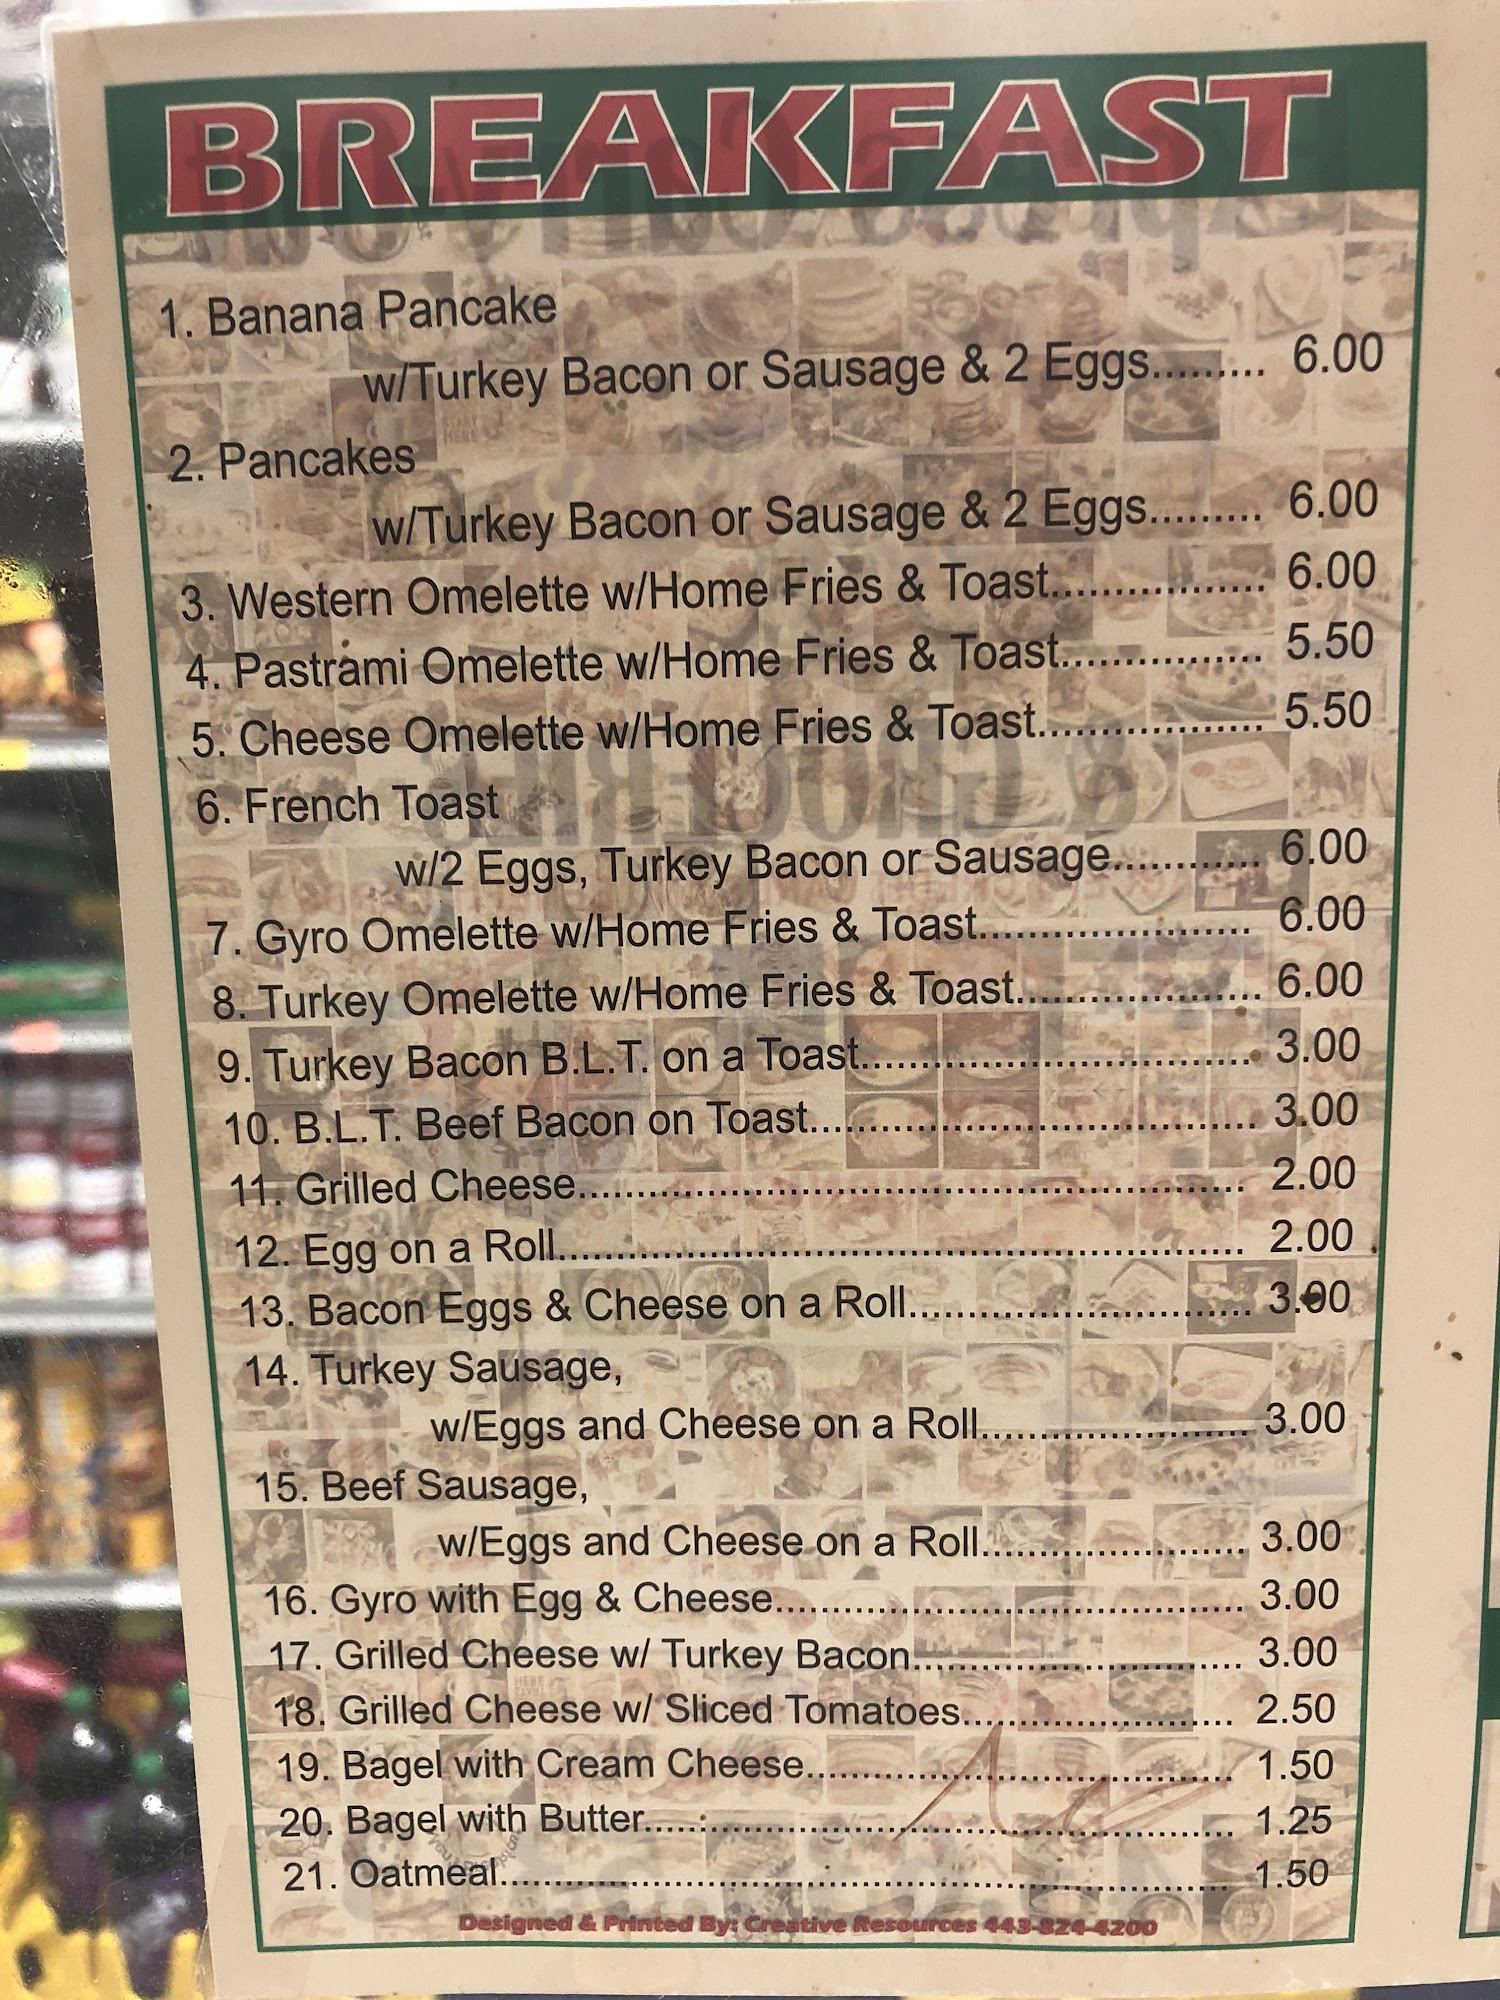 BREAKFAST
1. Banana Pancake
w/Turkey Bacon or Sausage & 2 Eggs......... 6.00
2. Pancakes
w/Turkey Bacon or Sausage & 2 Eggs......... 6.00
3. Western Omelette w/Home Fries & Toast................. 6.00
4. Pastrami Omelette w/Home Fries & Toast................ 5.50
5. Cheese Omelette w/Home Fries & Toast.................. 5.50
6. French Toast
w/2 Eggs, Turkey Bacon or Sausage............ 6.00
7. Gyro Omelette w/Home Fries & Toast...................... 6.00
8. Turkey Omelette w/Home Fries & Toast.................... 6.00
9. Turkey Bacon B.L.T. on a Toast.................................. 3.00
10. B.L.T. Beef Bacon on Toast....................................... 3.00
11. Grilled Cheese.......................................................... 2.00
12. Egg on a Roll............................................................ 2.00
13. Bacon Eggs & Cheese on a Roll.............................. 3.00
14. Turkey Sausage,
w/Eggs and Cheese on a Roll........................ 3.00
15. Beef Sausage,
w/Eggs and Cheese on a Roll........................ 3.00
16. Gyro with Egg & Cheese.......................................... 3.00
17. Grilled Cheese w/ Turkey Bacon.............................. 3.00
18. Grilled Cheese w/ Sliced Tomatoes......................... 2.50
19. Bagel with Cream Cheese........................................ 1.50
20. Bagel with Butter....................................................... 1.25
21. Oatmeal..................................................................... 1.50
Designed & Printed By: Creative Resources 443-824-4200